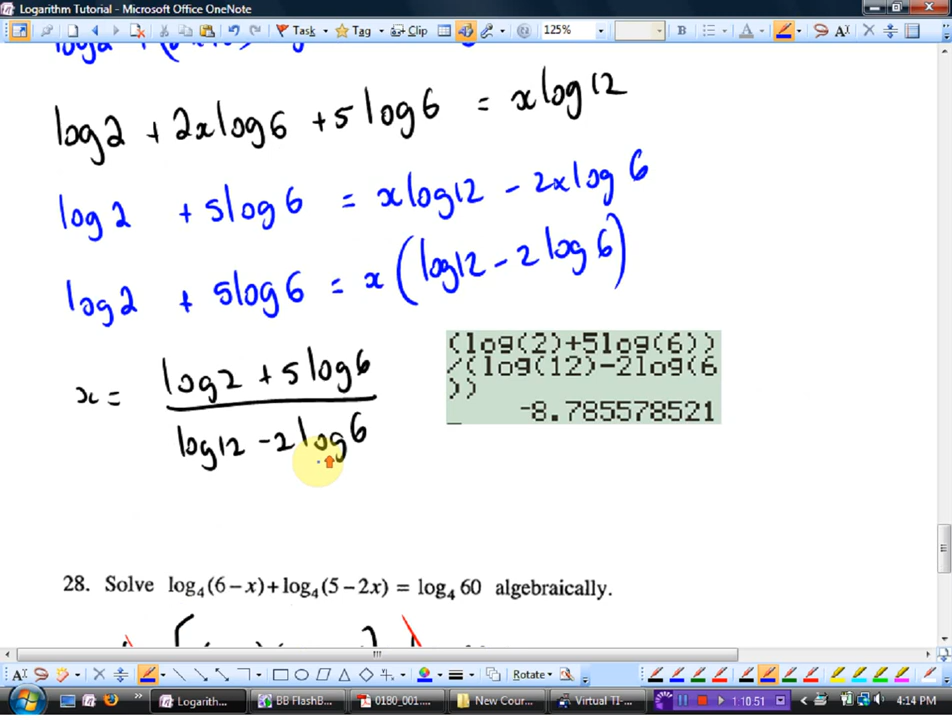 Logarithm Tutorial - Microsoft Office OneNote
Task Tag Clip 125% B A
log2 + 2xlog6 + 5log6 = xlog12
log2 + 5log6 = xlog12 - 2xlog6
log2 + 5log6 = x(log12 - 2log6)
x = (log2 + 5log6)/(log12 - 2log6)
(log(2)+5log(6))
/(log(12)-2log(6
))
-8.785578521
28. Solve log₄(6-x)+log₄(5-2x) = log₄ 60 algebraically.
Rotate
Logarithm... BB FlashB... 0180_001.... New Cour... Virtual TI-... 1:10:51 4:14 PM